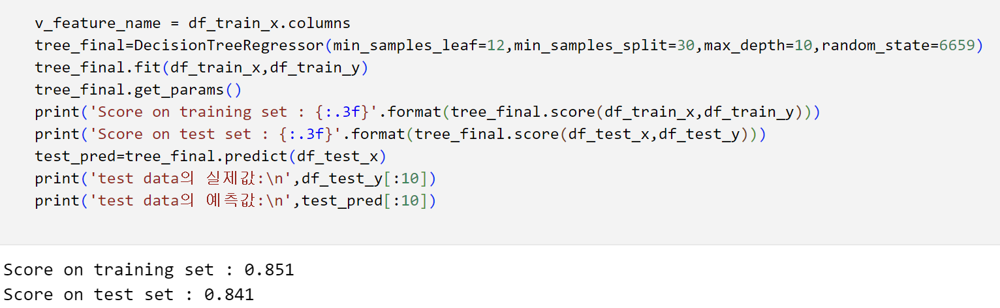 v_feature_name = df_train_x.columns
tree_final=DecisionTreeRegressor(min_samples_leaf=12,min_samples_split=30,max_depth=10,random_state=6659)
tree_final.fit(df_train_x,df_train_y)
tree_final.get_params()
print('Score on training set : {:.3f}'.format(tree_final.score(df_train_x,df_train_y)))
print('Score on test set : {:.3f}'.format(tree_final.score(df_test_x,df_test_y)))
test_pred=tree_final.predict(df_test_x)
print('test data의 실제값:\n',df_test_y[:10])
print('test data의 예측값:\n',test_pred[:10])
Score on training set : 0.851
Score on test set : 0.841